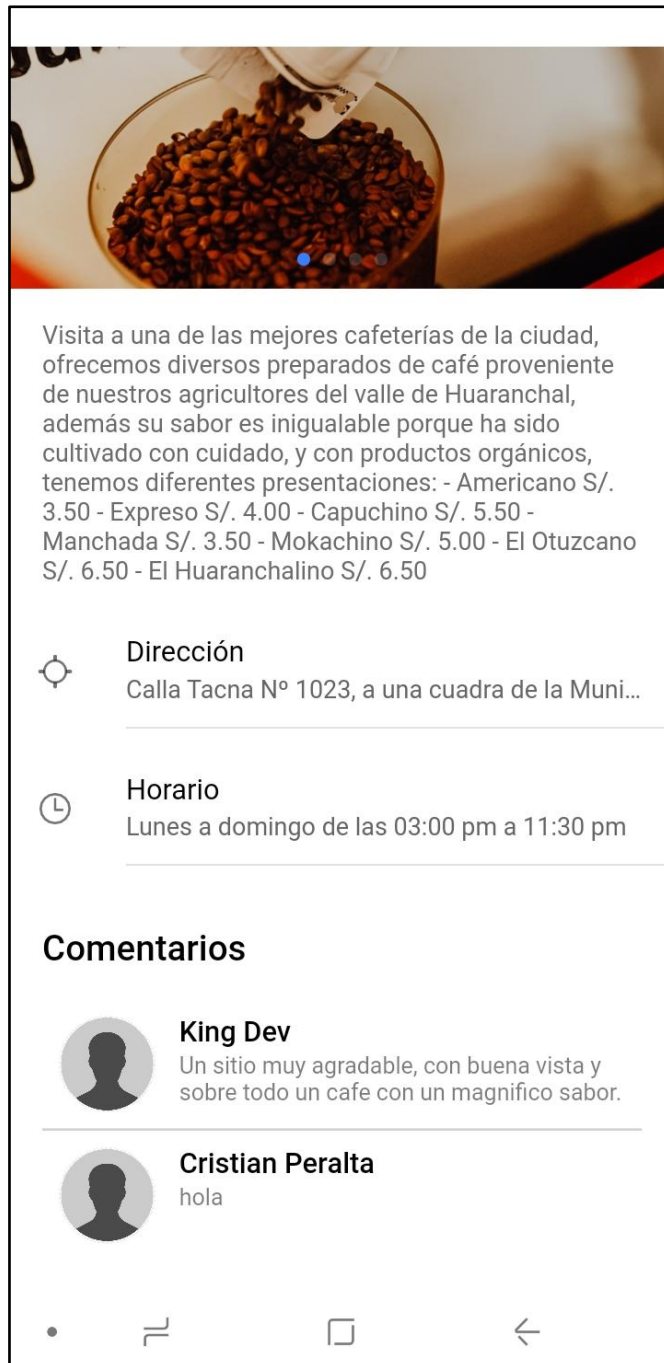 Visita a una de las mejores cafeterías de la ciudad,
ofrecemos diversos preparados de café proveniente
de nuestros agricultores del valle de Huaranchal,
además su sabor es inigualable porque ha sido
cultivado con cuidado, y con productos orgánicos,
tenemos diferentes presentaciones: - Americano S/.
3.50 - Expreso S/. 4.00 - Capuchino S/. 5.50 -
Manchada S/. 3.50 - Mokachino S/. 5.00 - El Otuzcano
S/. 6.50 - El Huaranchalino S/. 6.50
Dirección
Calla Tacna Nº 1023, a una cuadra de la Muni...
Horario
Lunes a domingo de las 03:00 pm a 11:30 pm
Comentarios
King Dev
Un sitio muy agradable, con buena vista y
sobre todo un cafe con un magnifico sabor.
Cristian Peralta
hola